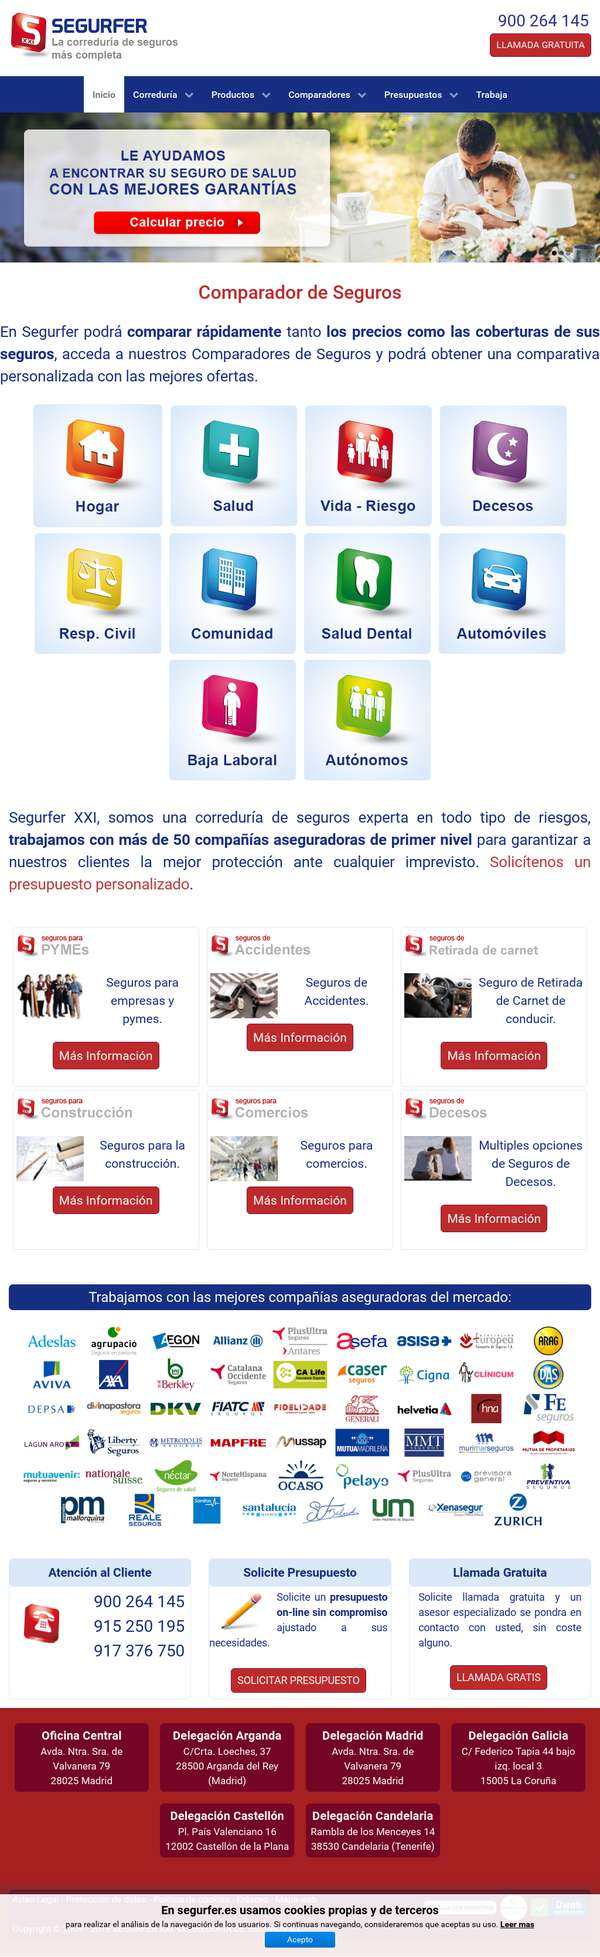 SEGURFER
La correduría de seguros
más completa
900 264 145
LLAMADA GRATUITA
Inicio
Correduría
Productos
Comparadores
Presupuestos
Trabaja
LE AYUDAMOS
A ENCONTRAR SU SEGURO DE SALUD
CON LAS MEJORES GARANTÍAS
Calcular precio
Comparador de Seguros
En Segurfer podrá comparar rápidamente tanto los precios como las coberturas de sus
seguros, acceda a nuestros Comparadores de Seguros y podrá obtener una comparativa
personalizada con las mejores ofertas.
Hogar
Salud
Vida - Riesgo
Decesos
Resp. Civil
Comunidad
Salud Dental
Automóviles
Baja Laboral
Autónomos
Segurfer XXI, somos una correduría de seguros experta en todo tipo de riesgos,
trabajamos con más de 50 compañías aseguradoras de primer nivel para garantizar a
nuestros clientes la mejor protección ante cualquier imprevisto. Solicítenos un
presupuesto personalizado.
seguros para
PYMEs
Seguros para
empresas y
pymes.
Más Información
seguros de
Accidentes
Seguros de
Accidentes.
Más Información
seguros de
Retirada de carnet
Seguro de Retirada
de Carnet de
conducir.
Más Información
seguros para
Construcción
Seguros para la
construcción.
Más Información
seguros para
Comercios
Seguros para
comercios.
Más Información
seguros de
Decesos
Multiples opciones
de Seguros de
Decesos.
Más Información
Trabajamos con las mejores compañías aseguradoras del mercado:
Adeslas
agrupació
AEGON
Allianz
PlusUltra
Seguros
Antares
asefa
asisa
Europea
ARAG
AVIVA
AXA
Berkley
Catalana
Occidente
CA Life
caser
seguros
Cigna
CLINICUM
DAS
DEPSA
divinapastora
DKV
FIATC
SEGUROS
FIDELIDADE
GENERALI
helvetia
hna
FE
seguros
LAGUN ARO
Liberty
Seguros
METROPOLIS
MAPFRE
Mussap
MUTUAMADRILEÑA
MMT
murimarseguros
MUTUA DE PROPIETARIOS
mutuavenir:
nationale
suisse
néctar
Seguros de salud
NorteHispana
OCASO
SEGUROS
pelayo
PlusUltra
Seguros
previsora
general
PREVENTIVA
SEGUROS
pm
mallorquina
REALE
SEGUROS
Sanitas
santalucía
SEGUROS
um
Xenasegur
ZURICH
Atención al Cliente
900 264 145
915 250 195
917 376 750
Solicite Presupuesto
Solicite un presupuesto
on-line sin compromiso
ajustado a sus
necesidades.
SOLICITAR PRESUPUESTO
Llamada Gratuita
Solicite llamada gratuita y un
asesor especializado se pondra en
contacto con usted, sin coste
alguno.
LLAMADA GRATIS
Oficina Central
Avda. Ntra. Sra. de
Valvanera 79
28025 Madrid
Delegación Arganda
C/Crta. Loeches, 37
28500 Arganda del Rey
(Madrid)
Delegación Madrid
Avda. Ntra. Sra. de
Valvanera 79
28025 Madrid
Delegación Galicia
C/ Federico Tapia 44 bajo
izq. local 3
15005 La Coruña
Delegación Castellón
Pl. País Valenciano 16
12002 Castellón de la Plana
Delegación Candelaria
Rambla de los Menceyes 14
38530 Candelaria (Tenerife)
En segurfer.es usamos cookies propias y de terceros
para realizar el análisis de la navegación de los usuarios. Si continuas navegando, consideraremos que aceptas su uso. Leer mas
Acepto